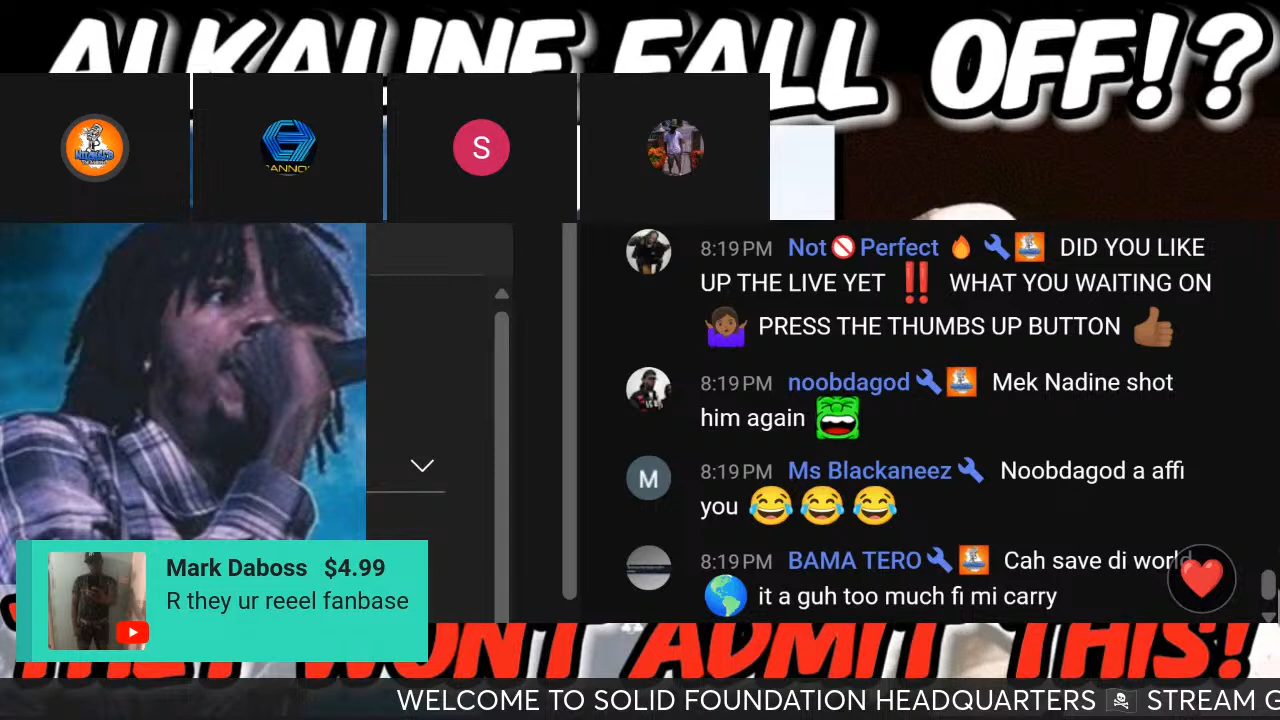 ALKALINE FALL OFF!?
ANNO
S
8:19 PM Not🚫Perfect 🔥 DID YOU LIKE
UP THE LIVE YET ‼️ WHAT YOU WAITING ON
🤷🏾‍♀️ PRESS THE THUMBS UP BUTTON 👍🏾
8:19 PM noobdagod Mek Nadine shot
him again
M
8:19 PM Ms Blackaneez Noobdagod a affi
you 😂😂😂
8:19 PM BAMA TERO Cah save di world
🌎 it a guh too much fi mi carry
Mark Daboss $4.99
R they ur reeel fanbase
THEY WON'T ADMIT THIS!
WELCOME TO SOLID FOUNDATION HEADQUARTERS ☠ STREAM